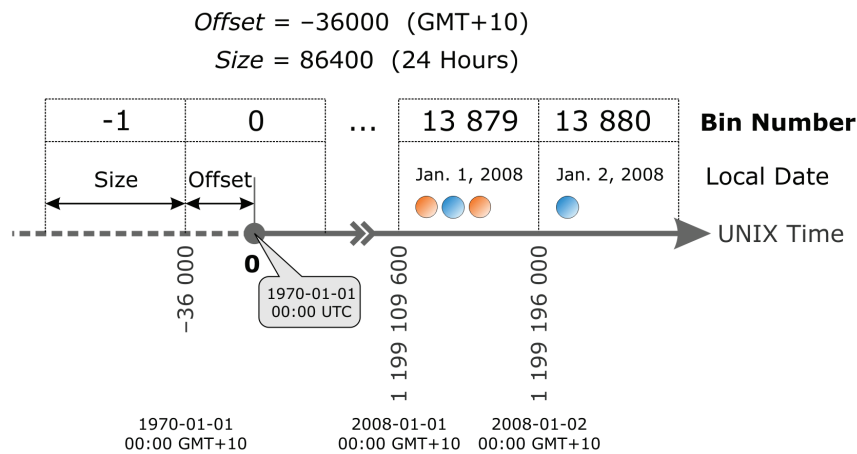 Offset = –36000 (GMT+10)
Size = 86400 (24 Hours)
-1 0 ... 13 879 13 880 Bin Number
Size Offset Jan. 1, 2008 Jan. 2, 2008 Local Date
UNIX Time
–36 000
0
1970-01-01
00:00 UTC
1 199 109 600
1 199 196 000
1970-01-01
00:00 GMT+10
2008-01-01
00:00 GMT+10
2008-01-02
00:00 GMT+10